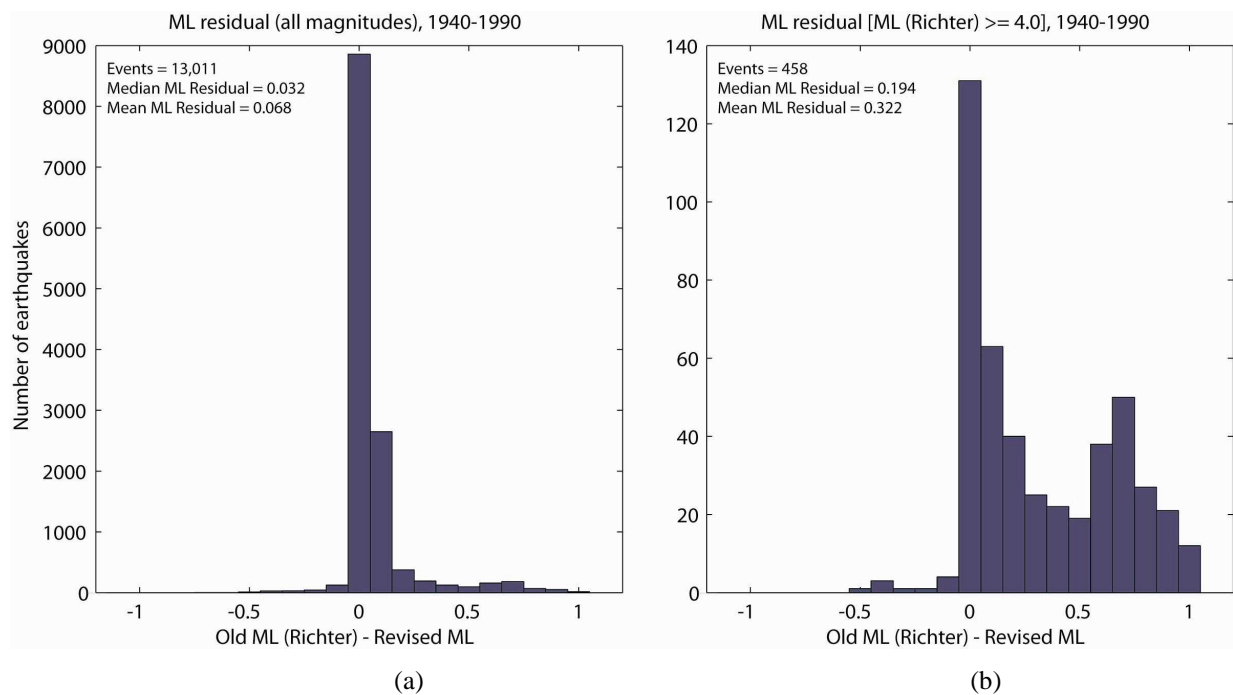 ML residual (all magnitudes), 1940-1990
Events = 13,011
Median ML Residual = 0.032
Mean ML Residual = 0.068
Number of earthquakes
9000
8000
7000
6000
5000
4000
3000
2000
1000
0
-1
-0.5
0
0.5
1
Old ML (Richter) - Revised ML
(a)
ML residual [ML (Richter) >= 4.0], 1940-1990
Events = 458
Median ML Residual = 0.194
Mean ML Residual = 0.322
140
120
100
80
60
40
20
0
-1
-0.5
0
0.5
1
Old ML (Richter) - Revised ML
(b)